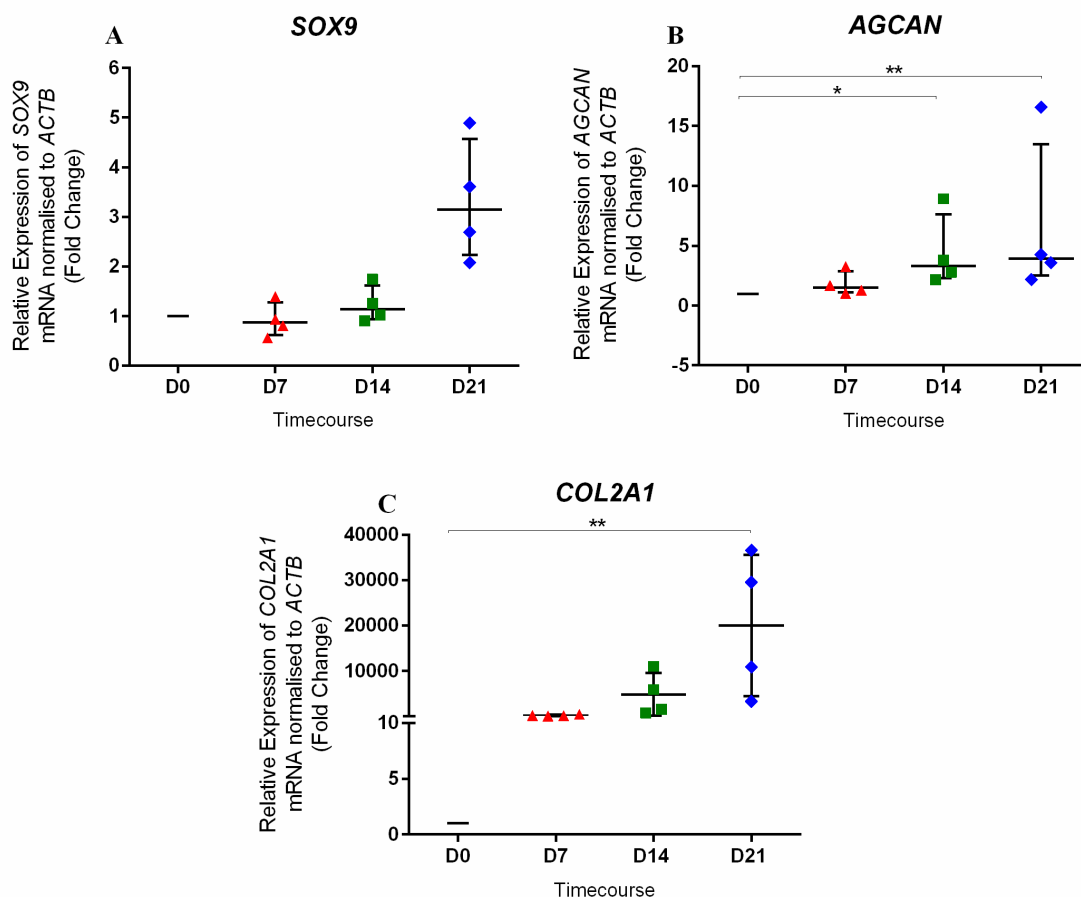 A
SOX9
Relative Expression of SOX9
mRNA normalised to ACTB
(Fold Change)
6
5
4
3
2
1
0
D0 D7 D14 D21
Timecourse
B
AGCAN
Relative Expression of AGCAN
mRNA normalised to ACTB
(Fold Change)
**
*
20
15
10
5
0
-5
D0 D7 D14 D21
Timecourse
C
COL2A1
Relative Expression of COL2A1
mRNA normalised to ACTB
(Fold Change)
**
40000
30000
20000
10000
10
5
0
D0 D7 D14 D21
Timecourse